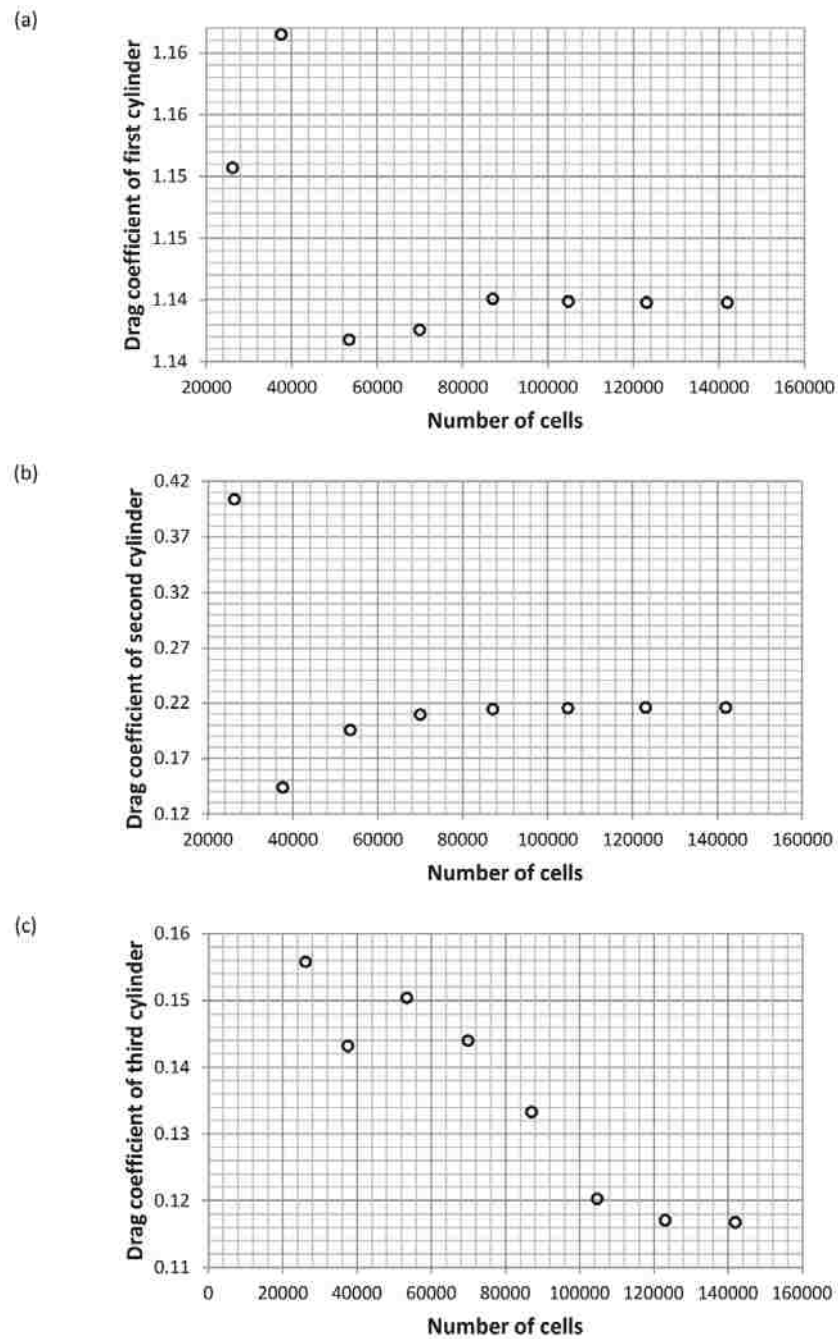 (a)
Drag coefficient of first cylinder
1.16
1.16
1.15
1.15
1.14
1.14
20000 40000 60000 80000 100000 120000 140000 160000
Number of cells
(b)
Drag coefficient of second cylinder
0.42
0.37
0.32
0.27
0.22
0.17
0.12
20000 40000 60000 80000 100000 120000 140000 160000
Number of cells
(c)
Drag coefficient of third cylinder
0.16
0.15
0.14
0.13
0.12
0.11
0 20000 40000 60000 80000 100000 120000 140000 160000
Number of cells